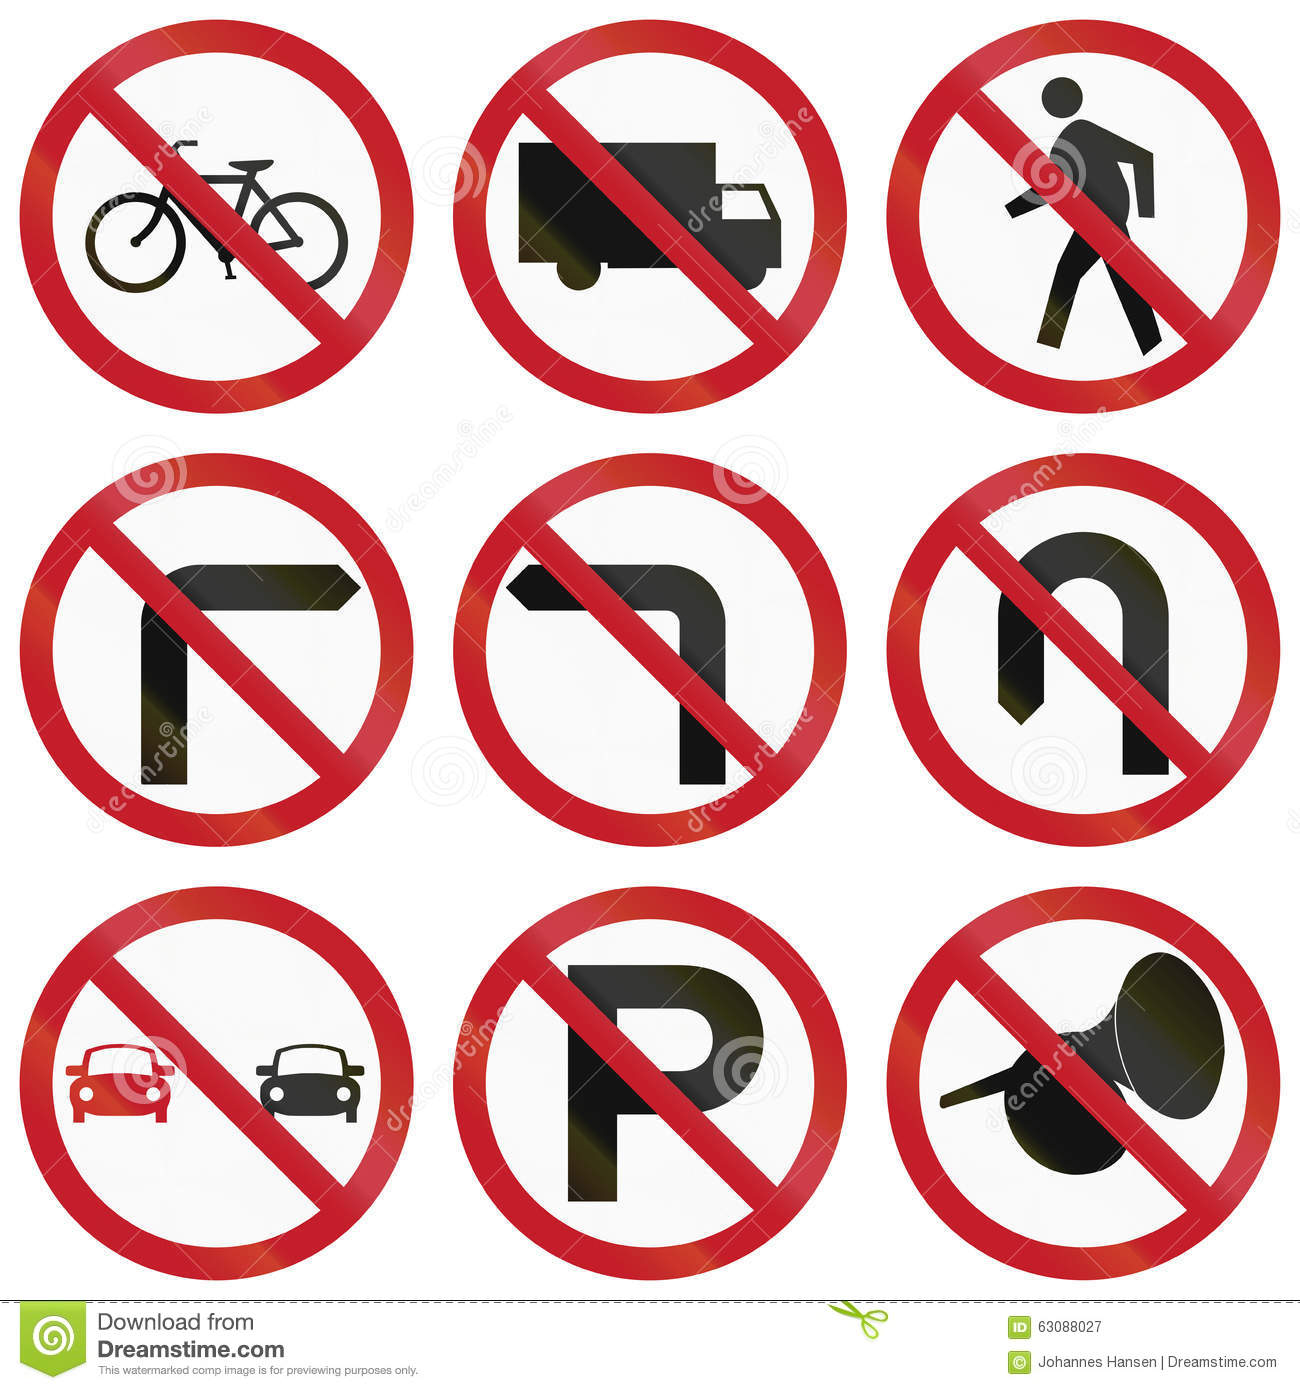 P
Download from
Dreamstime.com
This watermarked comp image is for previewing purposes only.
ID 63088027
© Johannes Hansen | Dreamstime.com